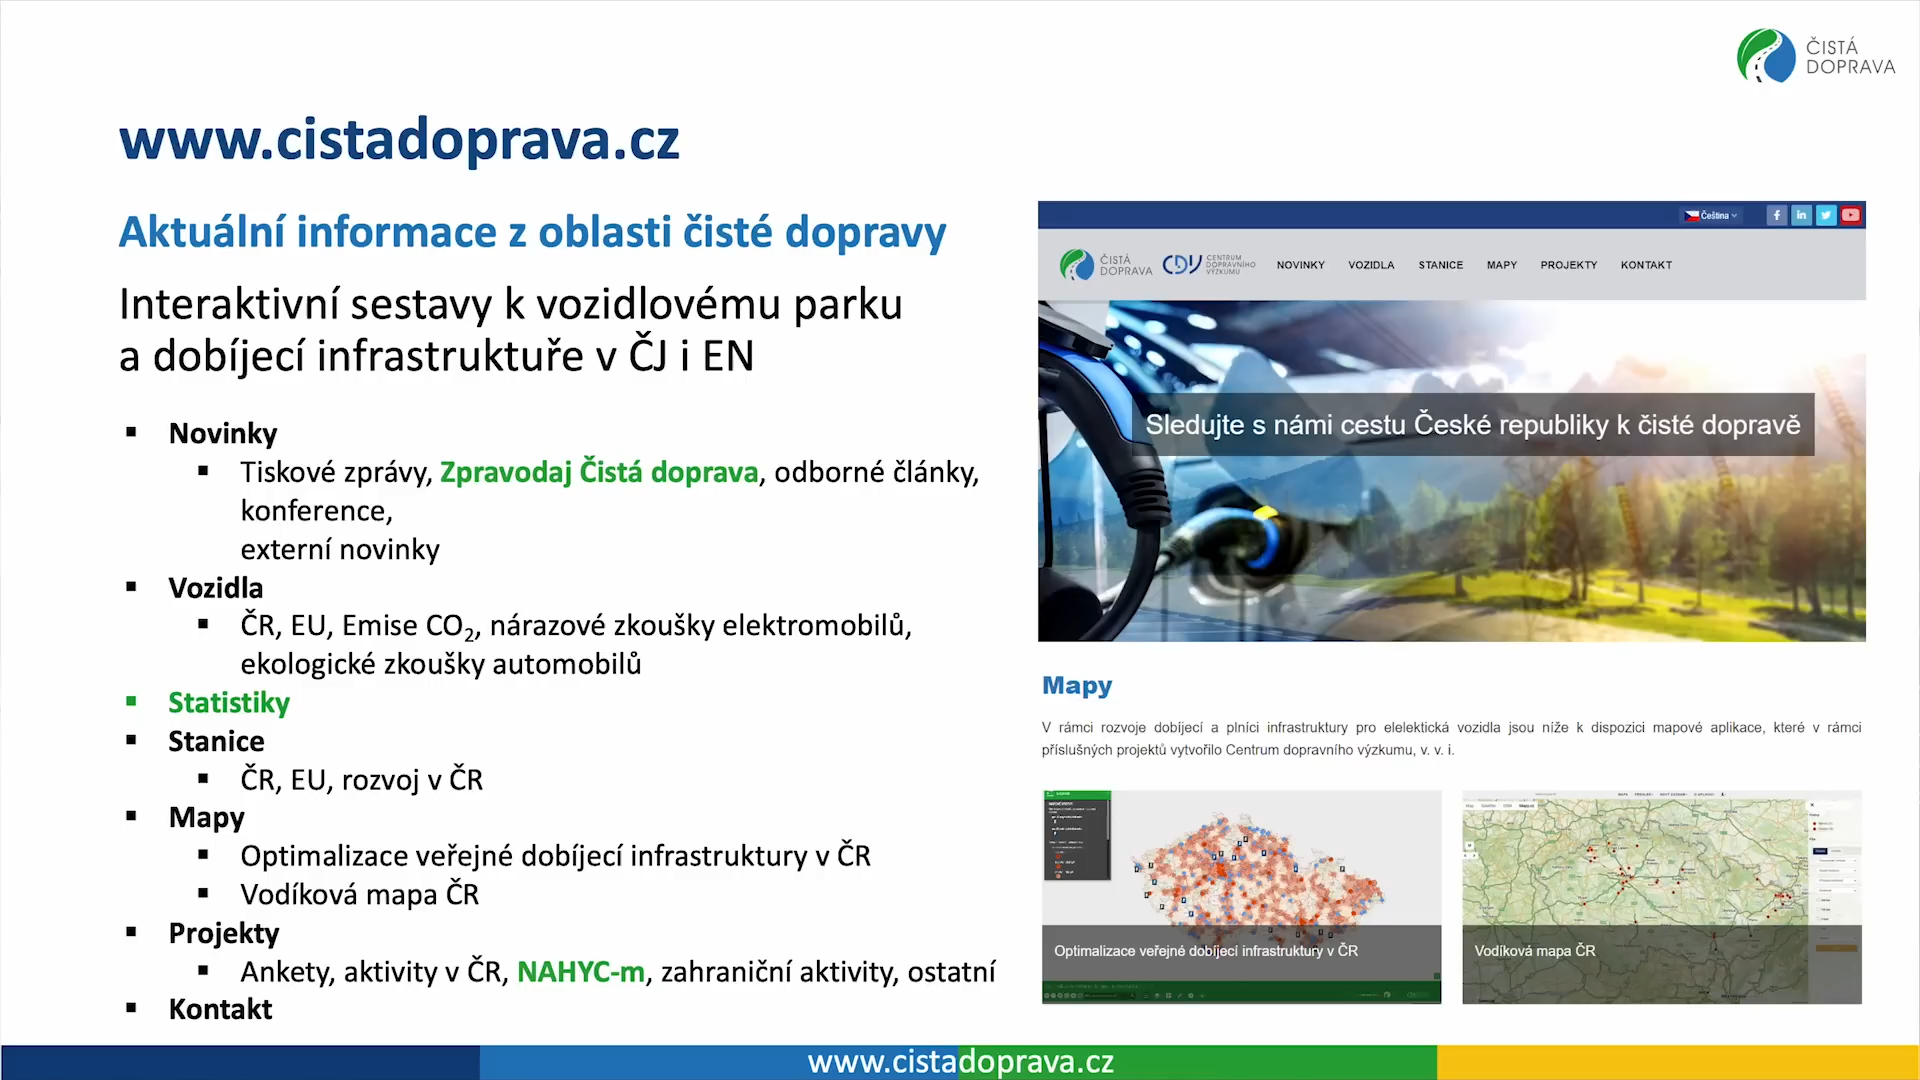 ČISTÁ
DOPRAVA
www.cistadoprava.cz
Aktuální informace z oblasti čisté dopravy
Interaktivní sestavy k vozidlovému parku
a dobíjecí infrastruktuře v ČJ i EN
▪ Novinky
▪ Tiskové zprávy, Zpravodaj Čistá doprava, odborné články,
konference,
externí novinky
▪ Vozidla
▪ ČR, EU, Emise CO₂, nárazové zkoušky elektromobilů,
ekologické zkoušky automobilů
▪ Statistiky
▪ Stanice
▪ ČR, EU, rozvoj v ČR
▪ Mapy
▪ Optimalizace veřejné dobíjecí infrastruktury v ČR
▪ Vodíková mapa ČR
▪ Projekty
▪ Ankety, aktivity v ČR, NAHYC-m, zahraniční aktivity, ostatní
▪ Kontakt
Čeština
ČISTÁ
DOPRAVA
CDV
CENTRUM
DOPRAVNÍHO
VÝZKUMU
NOVINKY VOZIDLA STANICE MAPY PROJEKTY KONTAKT
Sledujte s námi cestu České republiky k čisté dopravě
Mapy
V rámci rozvoje dobíjecí a plníci infrastruktury pro elelektická vozidla jsou níže k dispozici mapové aplikace, které v rámci
příslušných projektů vytvořilo Centrum dopravního výzkumu, v. v. i.
Optimalizace veřejné dobíjecí infrastruktury v ČR
Vodíková mapa ČR
www.cistadoprava.cz